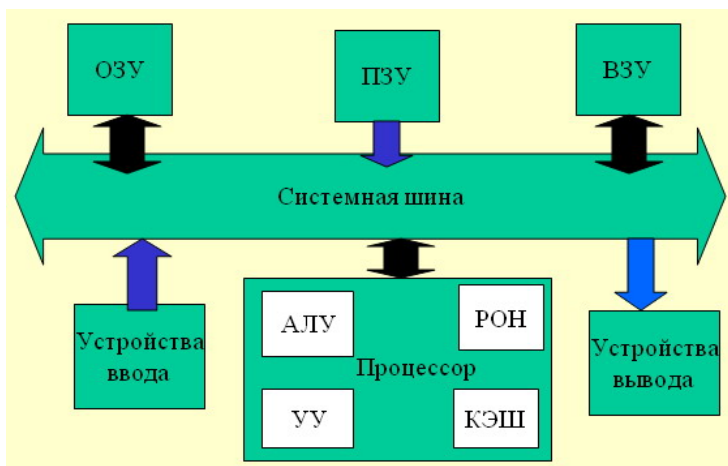 ОЗУ
ПЗУ
ВЗУ
Системная шина
Устройства
ввода
АЛУ
РОН
Процессор
УУ
КЭШ
Устройства
вывода